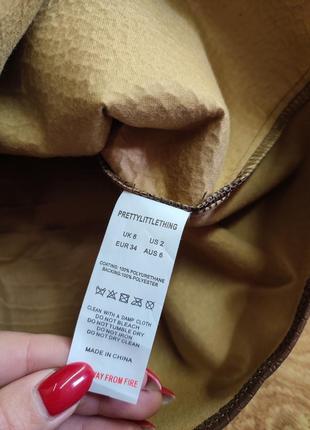 PRETTYLITTLETHING
UK 6 US 2
EUR 34 AUS 6
COATING: 100% POLYURETHANE
BACKING:100% POLYESTER
CLEAN WITH A DAMP CLOTH
DO NOT BLEACH
DO NOT TUMBLE DRY
DO NOT IRON
DO NOT DRY CLEAN
MADE IN CHINA
AWAY FROM FIRE